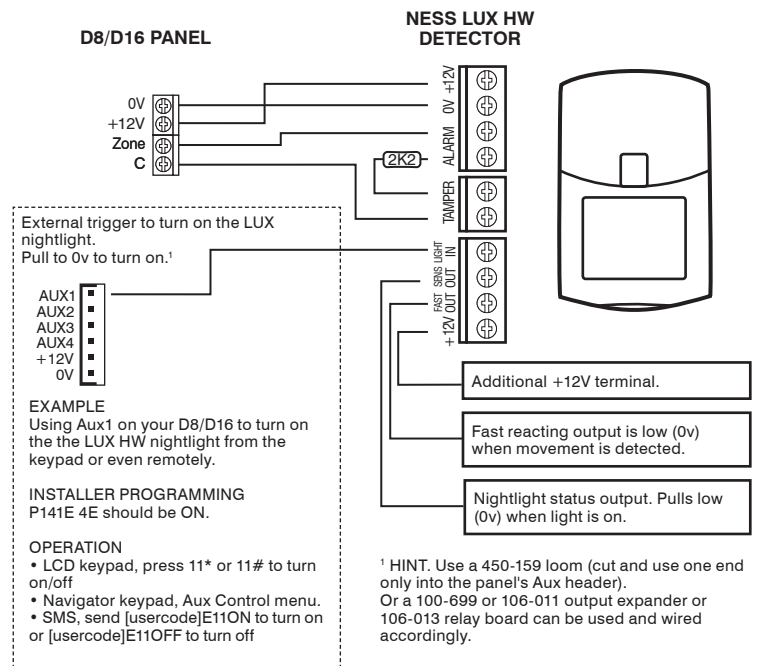 D8/D16 PANEL
NESS LUX HW
DETECTOR
0V
+12V
Zone
C
2K2
+12V
0V
ALARM
TAMPER
LIGHT
IN
SENS
OUT
FAST
OUT
+12V
External trigger to turn on the LUX
nightlight.
Pull to 0v to turn on.¹
AUX1
AUX2
AUX3
AUX4
+12V
0V
EXAMPLE
Using Aux1 on your D8/D16 to turn on
the the LUX HW nightlight from the
keypad or even remotely.
INSTALLER PROGRAMMING
P141E 4E should be ON.
OPERATION
• LCD keypad, press 11* or 11# to turn
on/off
• Navigator keypad, Aux Control menu.
• SMS, send [usercode]E11ON to turn on
or [usercode]E11OFF to turn off
Additional +12V terminal.
Fast reacting output is low (0v)
when movement is detected.
Nightlight status output. Pulls low
(0v) when light is on.
¹ HINT. Use a 450-159 loom (cut and use one end
only into the panel's Aux header).
Or a 100-699 or 106-011 output expander or
106-013 relay board can be used and wired
accordingly.